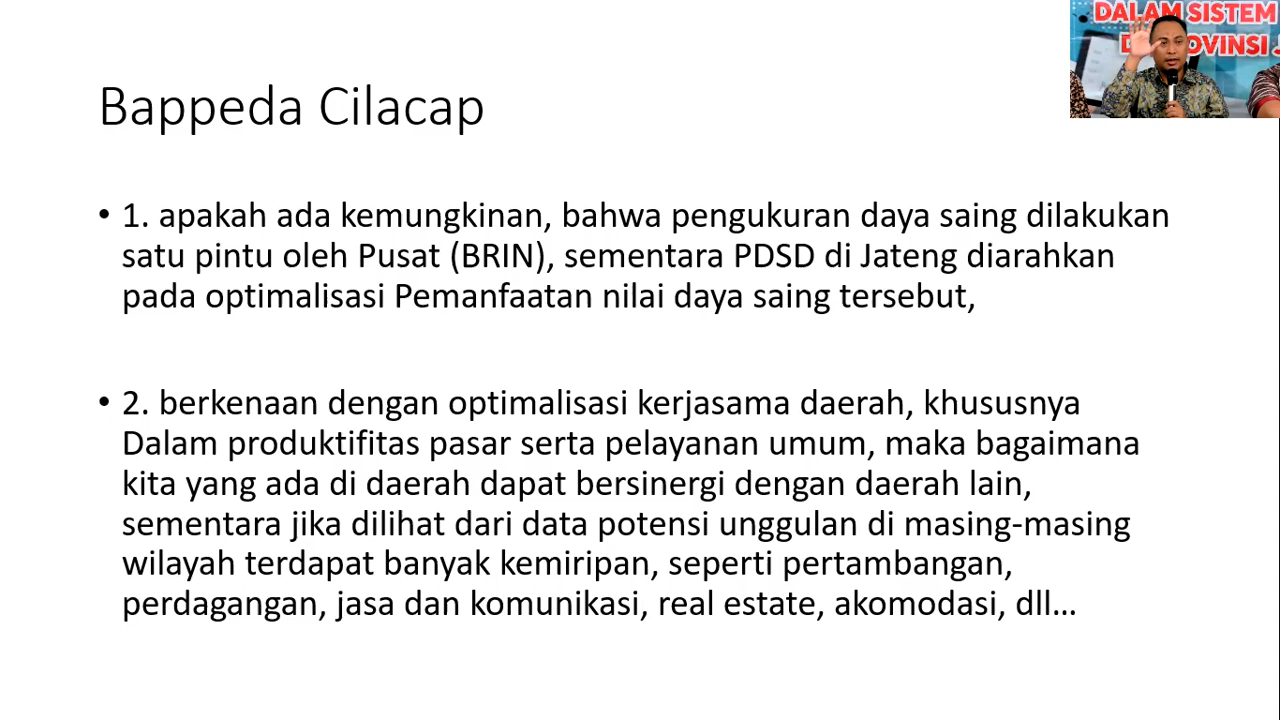 DALAM SISTEM
OVINSI
Bappeda Cilacap
• 1. apakah ada kemungkinan, bahwa pengukuran daya saing dilakukan
satu pintu oleh Pusat (BRIN), sementara PDSD di Jateng diarahkan
pada optimalisasi Pemanfaatan nilai daya saing tersebut,
• 2. berkenaan dengan optimalisasi kerjasama daerah, khususnya
Dalam produktifitas pasar serta pelayanan umum, maka bagaimana
kita yang ada di daerah dapat bersinergi dengan daerah lain,
sementara jika dilihat dari data potensi unggulan di masing-masing
wilayah terdapat banyak kemiripan, seperti pertambangan,
perdagangan, jasa dan komunikasi, real estate, akomodasi, dll...